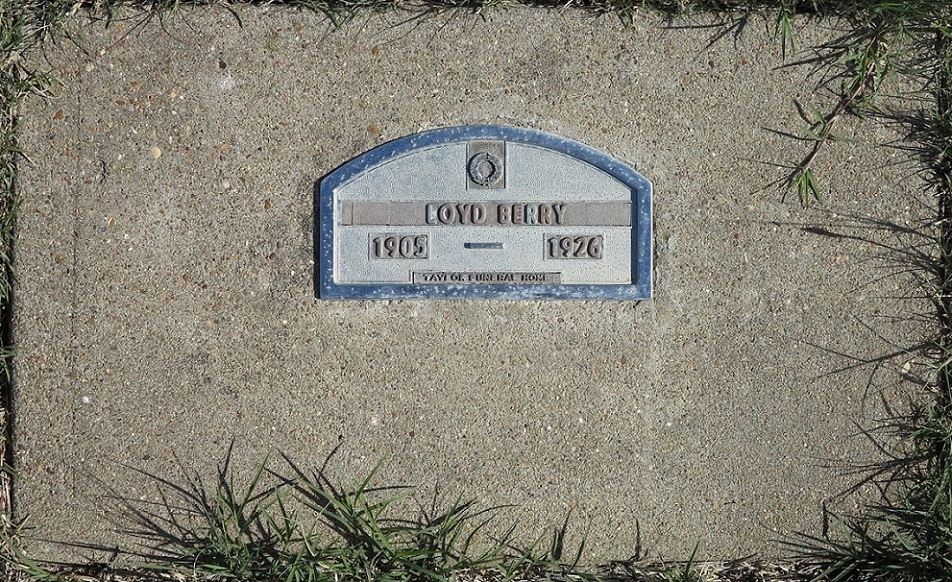 LOYD BERRY
1905 — 1926
TAYLOR FUNERAL HOME